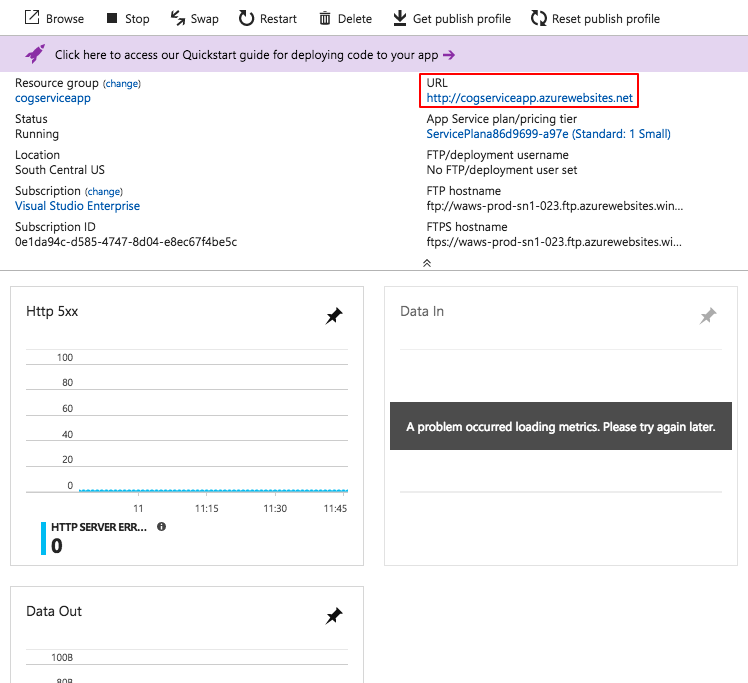 Browse Stop Swap Restart Delete Get publish profile Reset publish profile
Click here to access our Quickstart guide for deploying code to your app →
Resource group (change)
cogserviceapp
Status
Running
Location
South Central US
Subscription (change)
Visual Studio Enterprise
Subscription ID
0e1da94c-d585-4747-8d04-e8ec67f4be5c
URL
http://cogserviceapp.azurewebsites.net
App Service plan/pricing tier
ServicePlana86d9699-a97e (Standard: 1 Small)
FTP/deployment username
No FTP/deployment user set
FTP hostname
ftp://waws-prod-sn1-023.ftp.azurewebsites.win...
FTPS hostname
ftps://waws-prod-sn1-023.ftp.azurewebsites.wi...
Http 5xx
100
80
60
40
20
0
11 11:15 11:30 11:45
HTTP SERVER ERR...
0
Data In
A problem occurred loading metrics. Please try again later.
Data Out
100B
80B